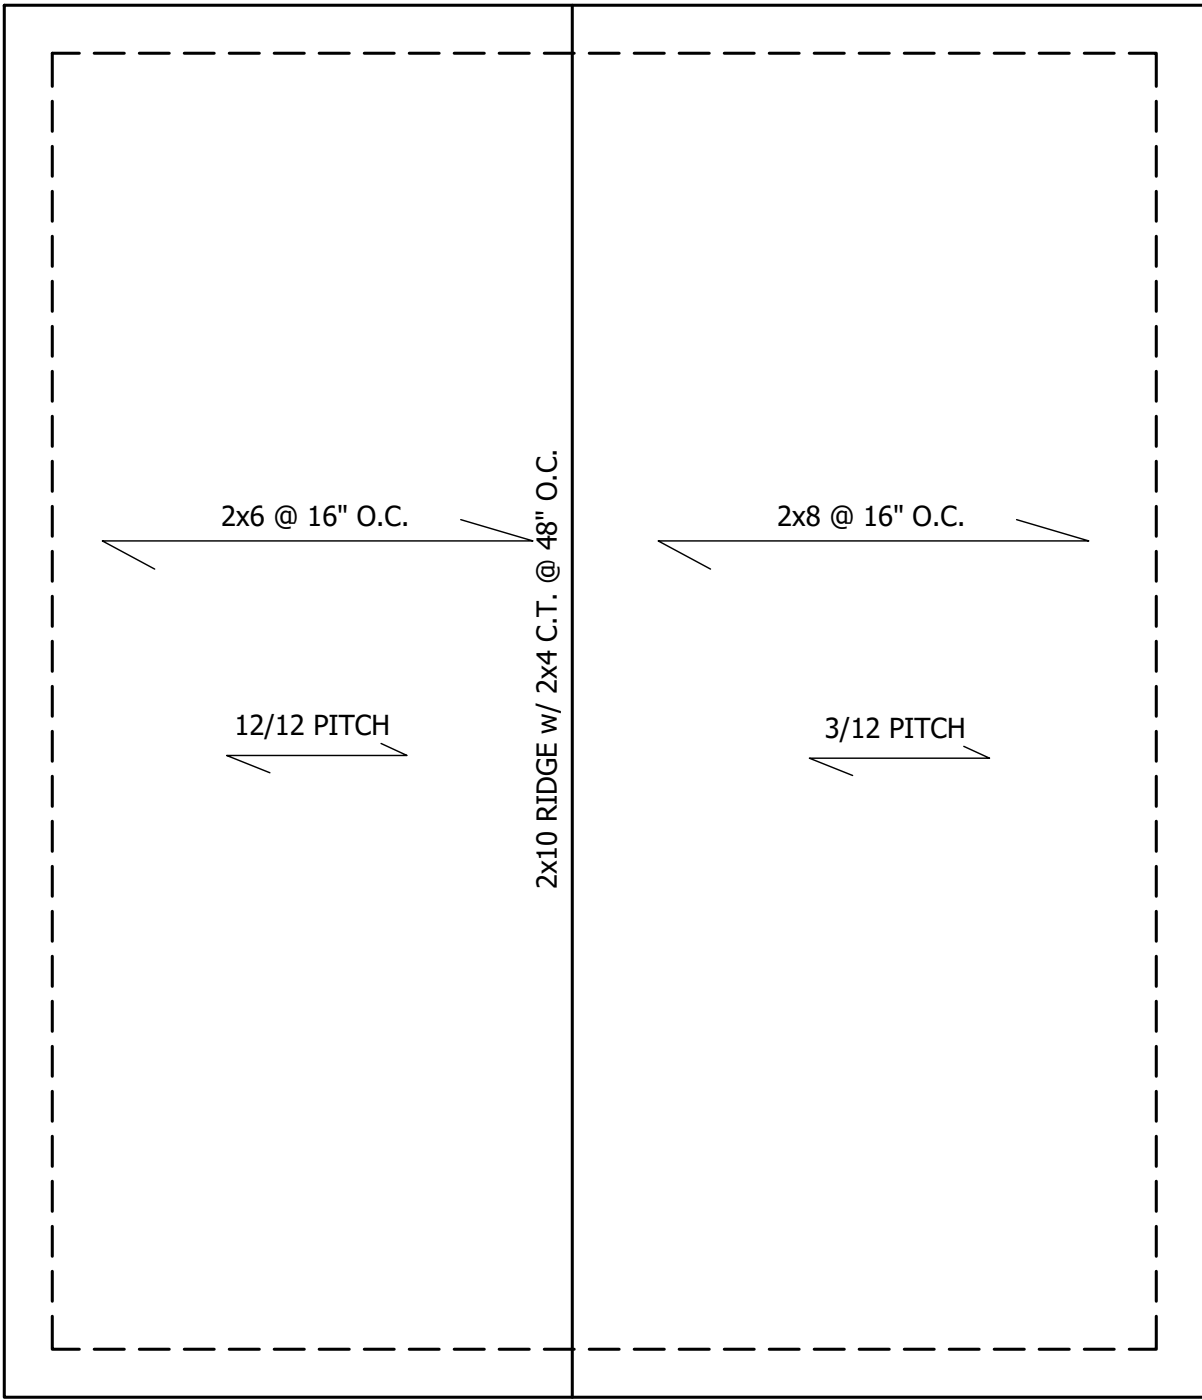 2x6 @ 16" O.C.
2x8 @ 16" O.C.
2x10 RIDGE w/ 2x4 C.T. @ 48" O.C.
12/12 PITCH
3/12 PITCH